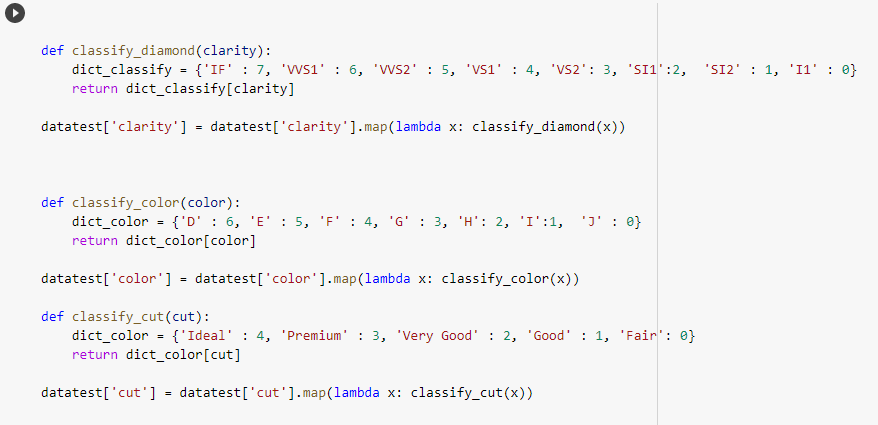 def classify_diamond(clarity):
    dict_classify = {'IF' : 7, 'VVS1' : 6, 'VVS2' : 5, 'VS1' : 4, 'VS2': 3, 'SI1':2,  'SI2' : 1, 'I1' : 0}
    return dict_classify[clarity]
datatest['clarity'] = datatest['clarity'].map(lambda x: classify_diamond(x))
def classify_color(color):
    dict_color = {'D' : 6, 'E' : 5, 'F' : 4, 'G' : 3, 'H': 2, 'I':1,  'J' : 0}
    return dict_color[color]
datatest['color'] = datatest['color'].map(lambda x: classify_color(x))
def classify_cut(cut):
    dict_color = {'Ideal' : 4, 'Premium' : 3, 'Very Good' : 2, 'Good' : 1, 'Fair': 0}
    return dict_color[cut]
datatest['cut'] = datatest['cut'].map(lambda x: classify_cut(x))